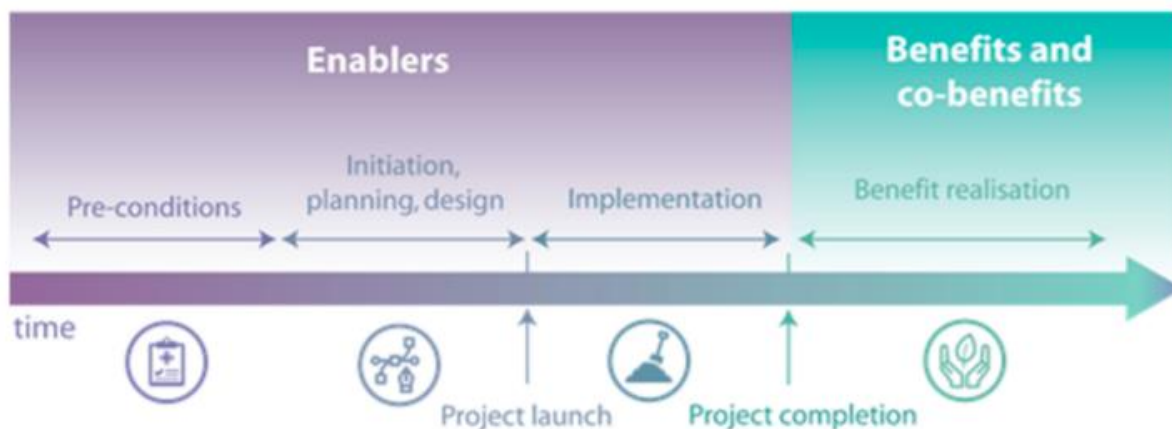 Enablers
Benefits and
co-benefits
Pre-conditions
Initiation,
planning, design
Implementation
Benefit realisation
time
Project launch
Project completion